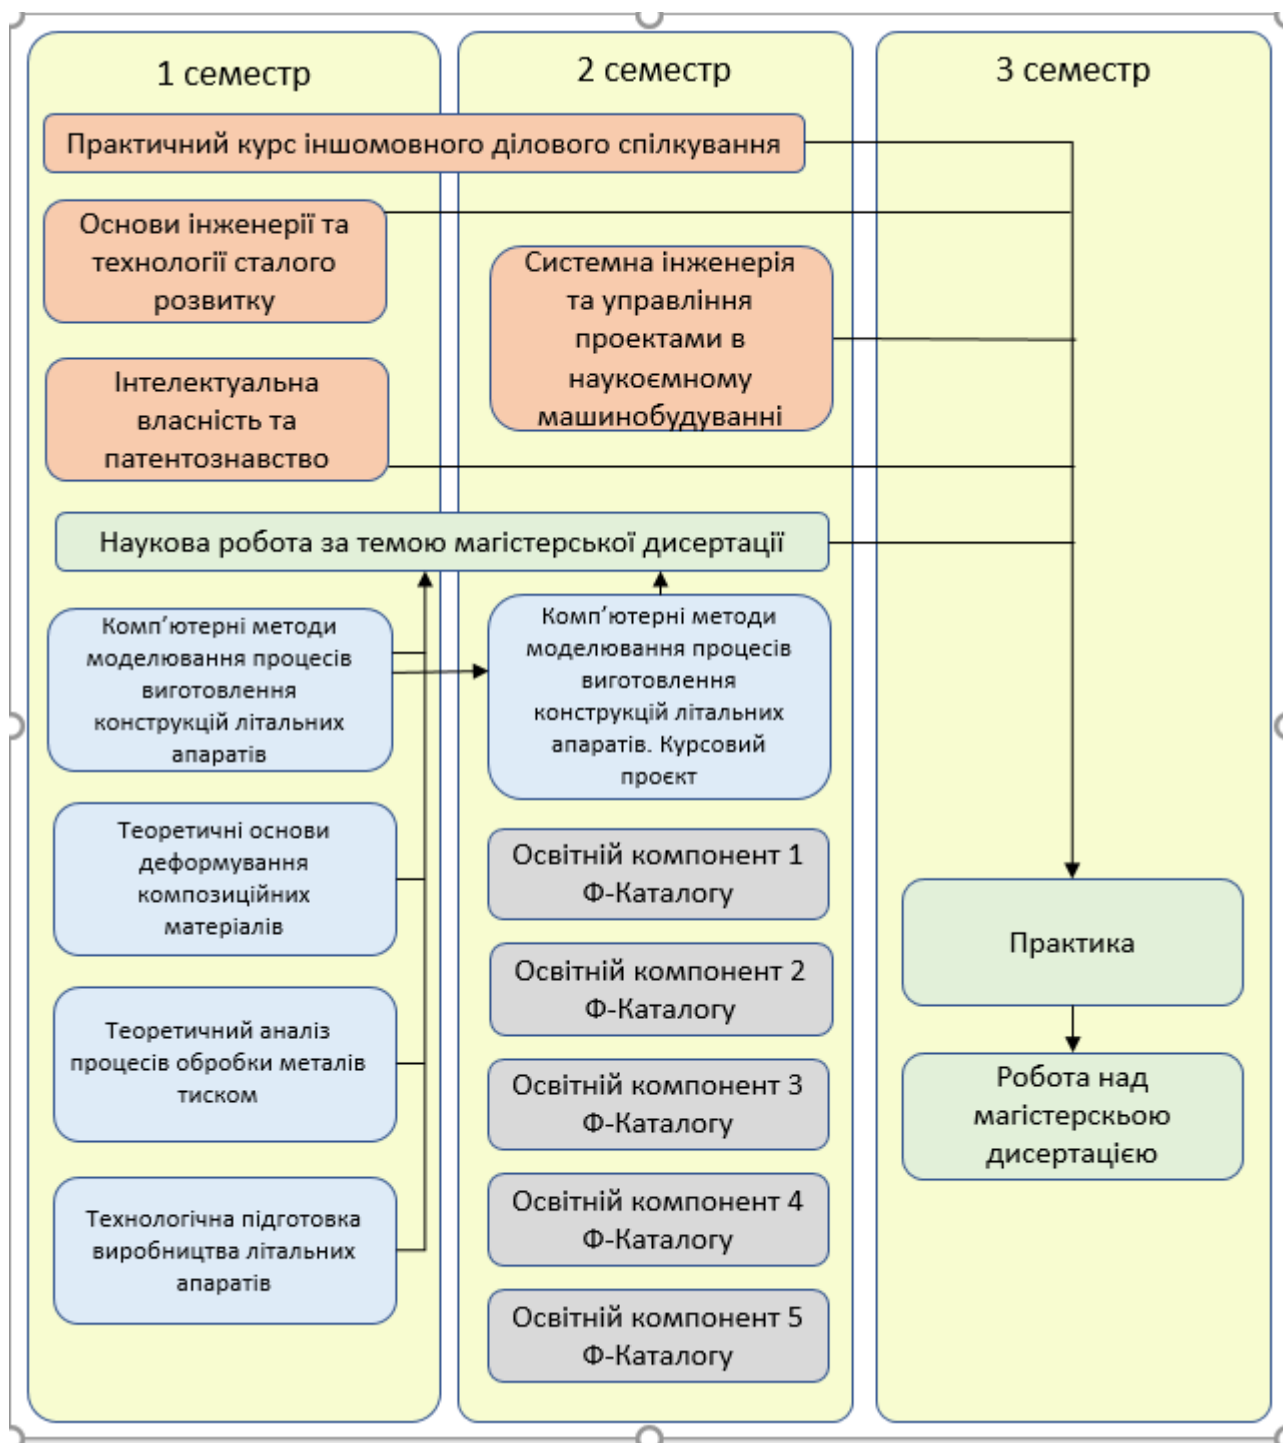 1 семестр
2 семестр
3 семестр
Практичний курс іншомовного ділового спілкування
Основи інженерії та
технології сталого
розвитку
Системна інженерія
та управління
проектами в
наукоємному
машинобудуванні
Інтелектуальна
власність та
патентознавство
Наукова робота за темою магістерської дисертації
Комп’ютерні методи
моделювання процесів
виготовлення
конструкцій літальних
апаратів
Комп’ютерні методи
моделювання процесів
виготовлення
конструкцій літальних
апаратів. Курсовий
проєкт
Теоретичні основи
деформування
композиційних
матеріалів
Теоретичний аналіз
процесів обробки металів
тиском
Технологічна підготовка
виробництва літальних
апаратів
Освітній компонент 1
Ф-Каталогу
Освітній компонент 2
Ф-Каталогу
Освітній компонент 3
Ф-Каталогу
Освітній компонент 4
Ф-Каталогу
Освітній компонент 5
Ф-Каталогу
Практика
Робота над
магістерскьою
дисертацією